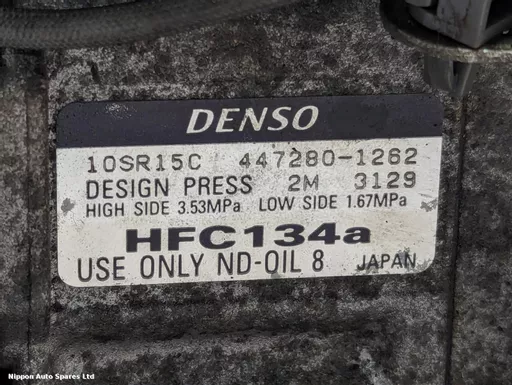 DENSO
10SR15C 447280-1262
DESIGN PRESS 2M 3129
HIGH SIDE 3.53MPa LOW SIDE 1.67MPa
HFC134a
USE ONLY ND-OIL 8 JAPAN
Nippon Auto Spares Ltd